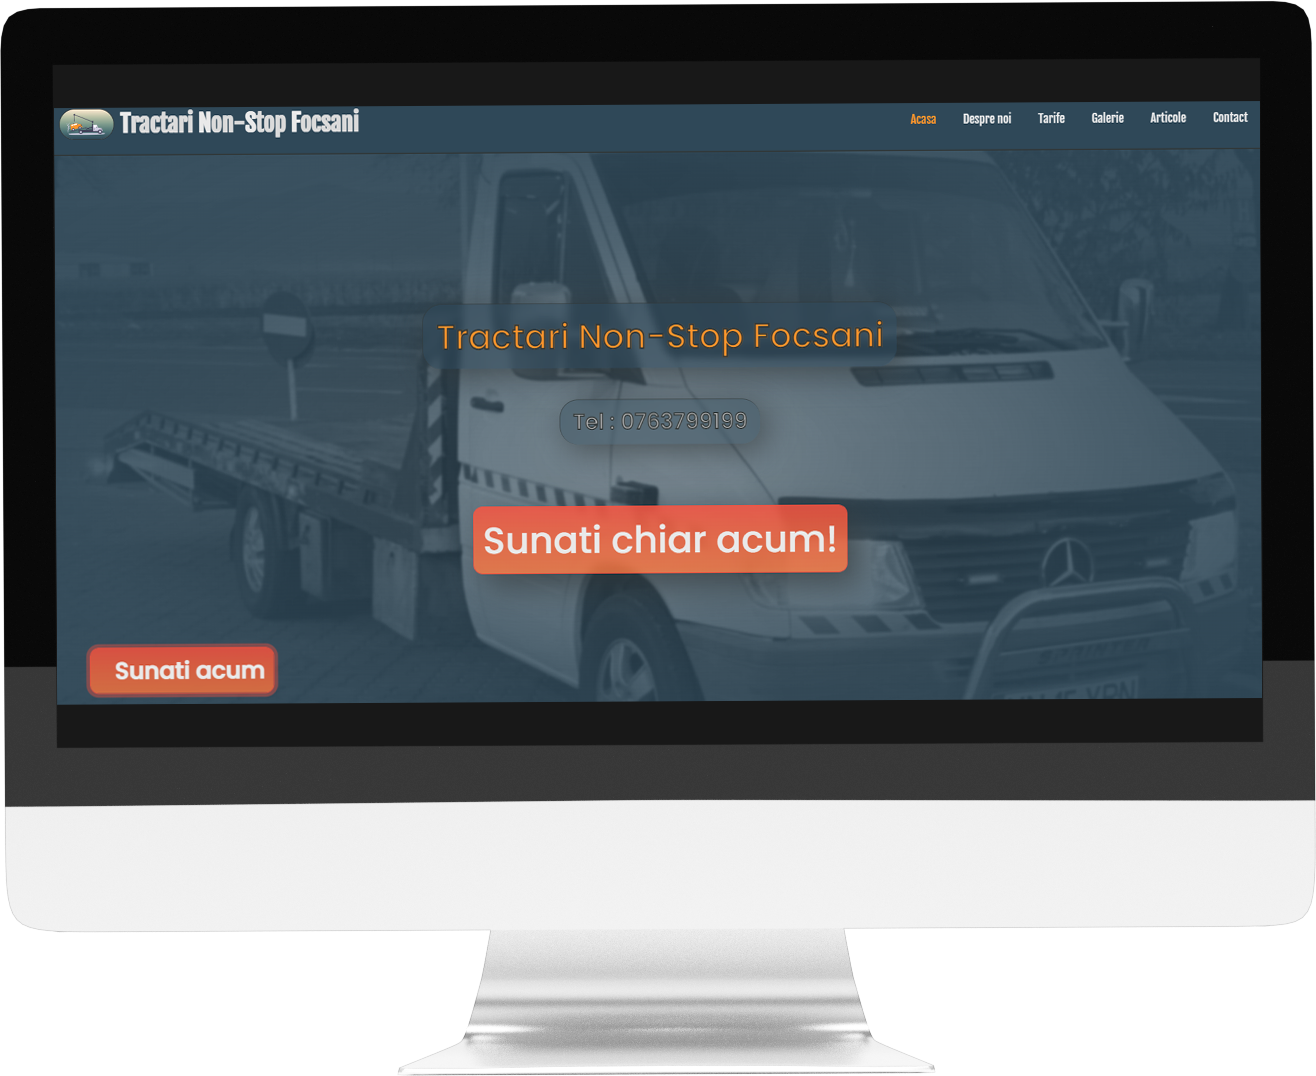 Tractari Non-Stop Focsani
Acasa Despre noi Tarife Galerie Articole Contact
Tractari Non-Stop Focsani
Tel : 0763799199
Sunati chiar acum!
Sunati acum